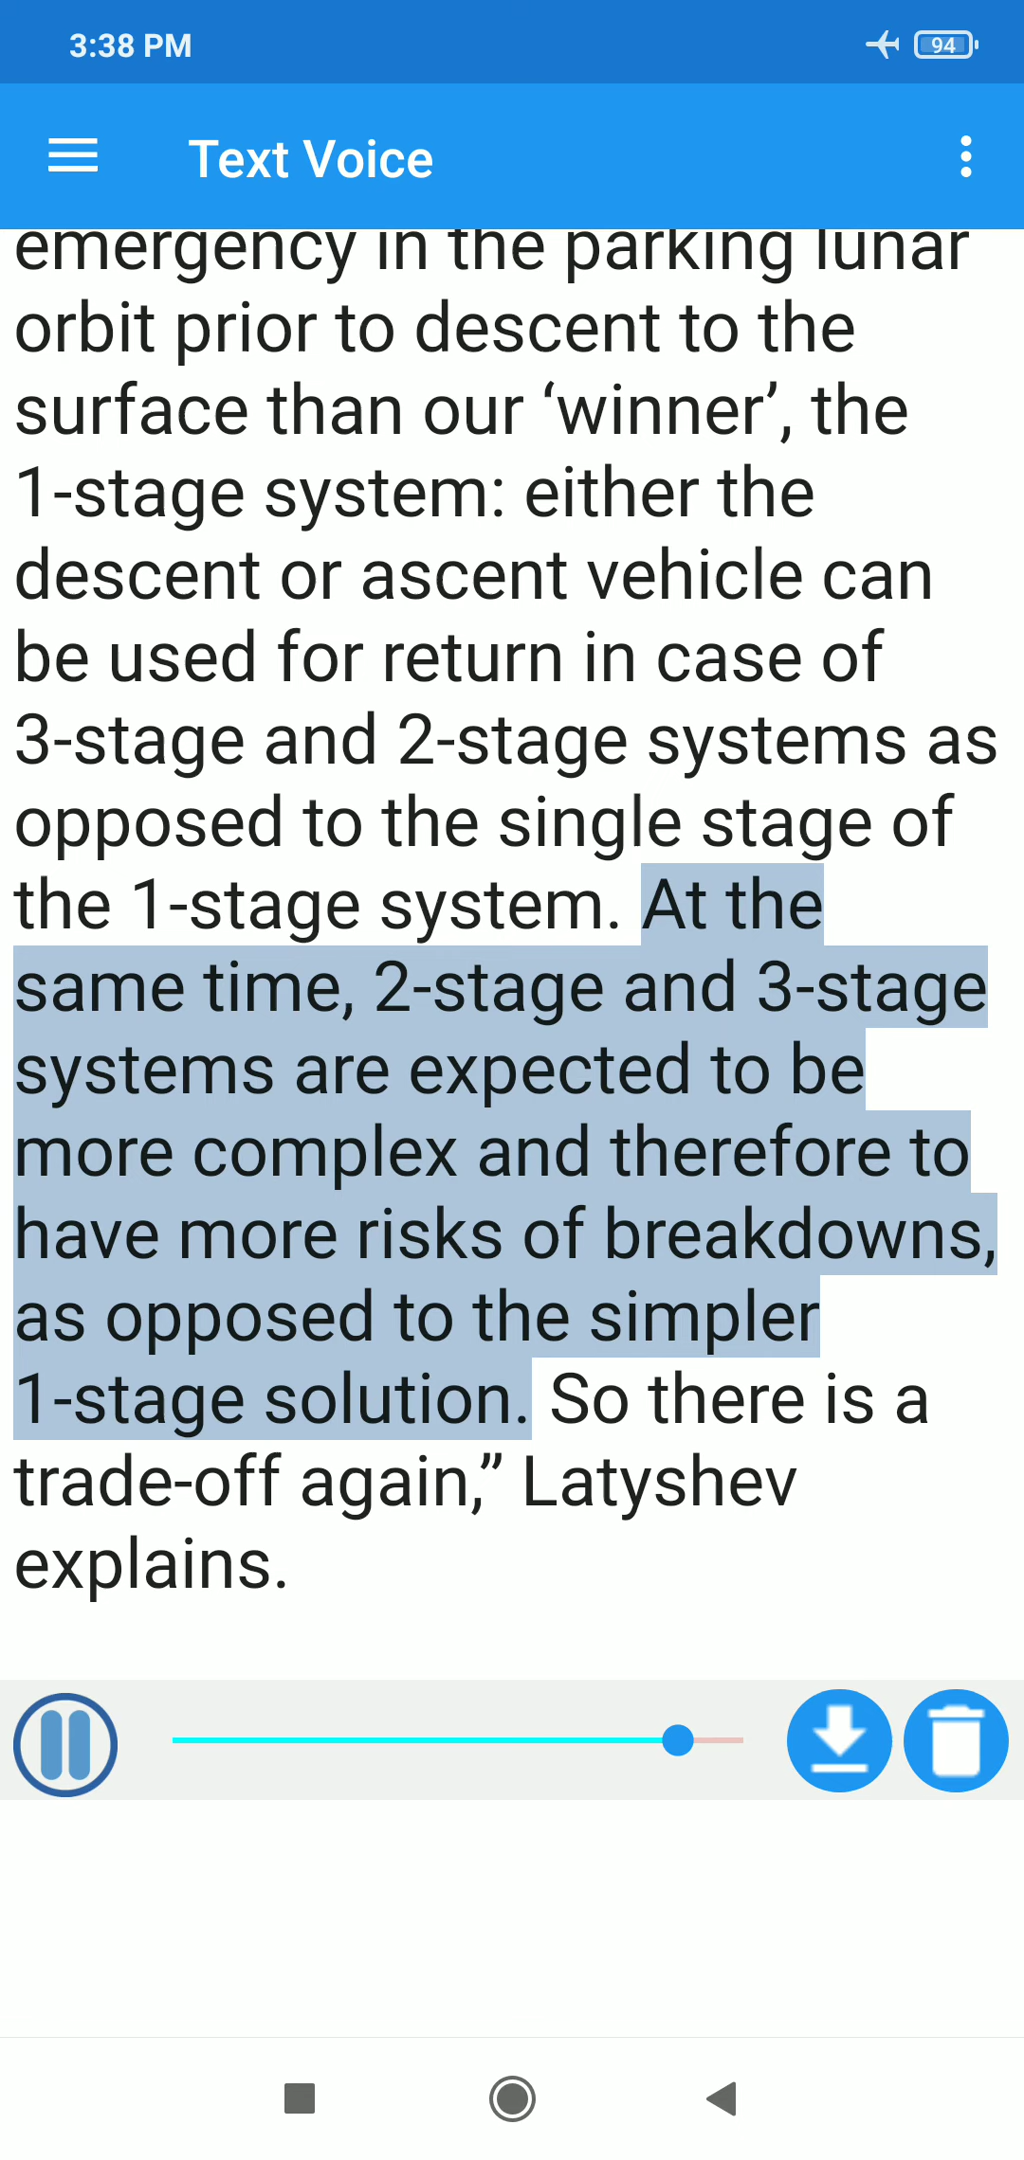 3:38 PM
94
Text Voice
emergency in the parking lunar
orbit prior to descent to the
surface than our ‘winner’, the
1-stage system: either the
descent or ascent vehicle can
be used for return in case of
3-stage and 2-stage systems as
opposed to the single stage of
the 1-stage system. At the
same time, 2-stage and 3-stage
systems are expected to be
more complex and therefore to
have more risks of breakdowns,
as opposed to the simpler
1-stage solution. So there is a
trade-off again,” Latyshev
explains.